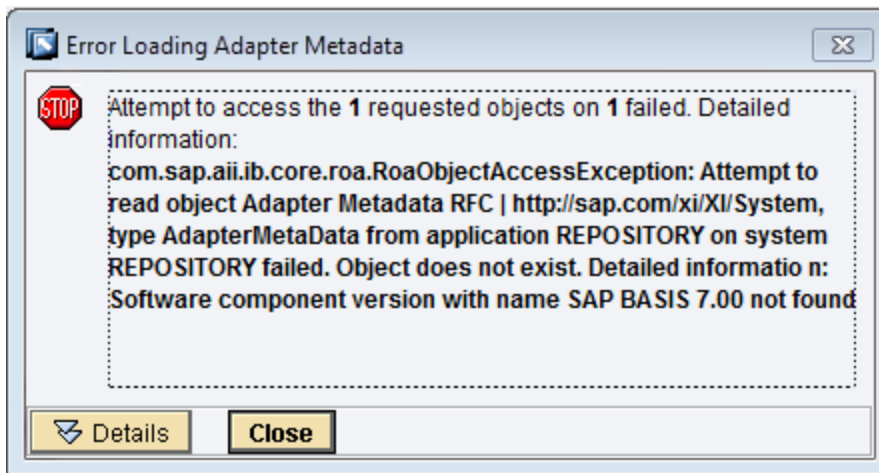 Error Loading Adapter Metadata
STOP
Attempt to access the 1 requested objects on 1 failed. Detailed
information:
com.sap.aii.ib.core.roa.RoaObjectAccessException: Attempt to
read object Adapter Metadata RFC | http://sap.com/xi/XI/System,
type AdapterMetaData from application REPOSITORY on system
REPOSITORY failed. Object does not exist. Detailed informatio n:
Software component version with name SAP BASIS 7.00 not found
Details
Close